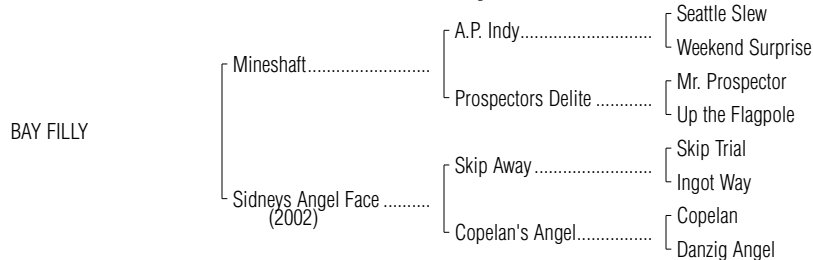 Seattle Slew
A.P. Indy............................
Weekend Surprise
Mineshaft..........................
Mr. Prospector
Prospectors Delite ............
Up the Flagpole
BAY FILLY
Skip Trial
Skip Away .........................
Ingot Way
Sidneys Angel Face ..........
(2002)
Copelan
Copelan's Angel................
Danzig Angel